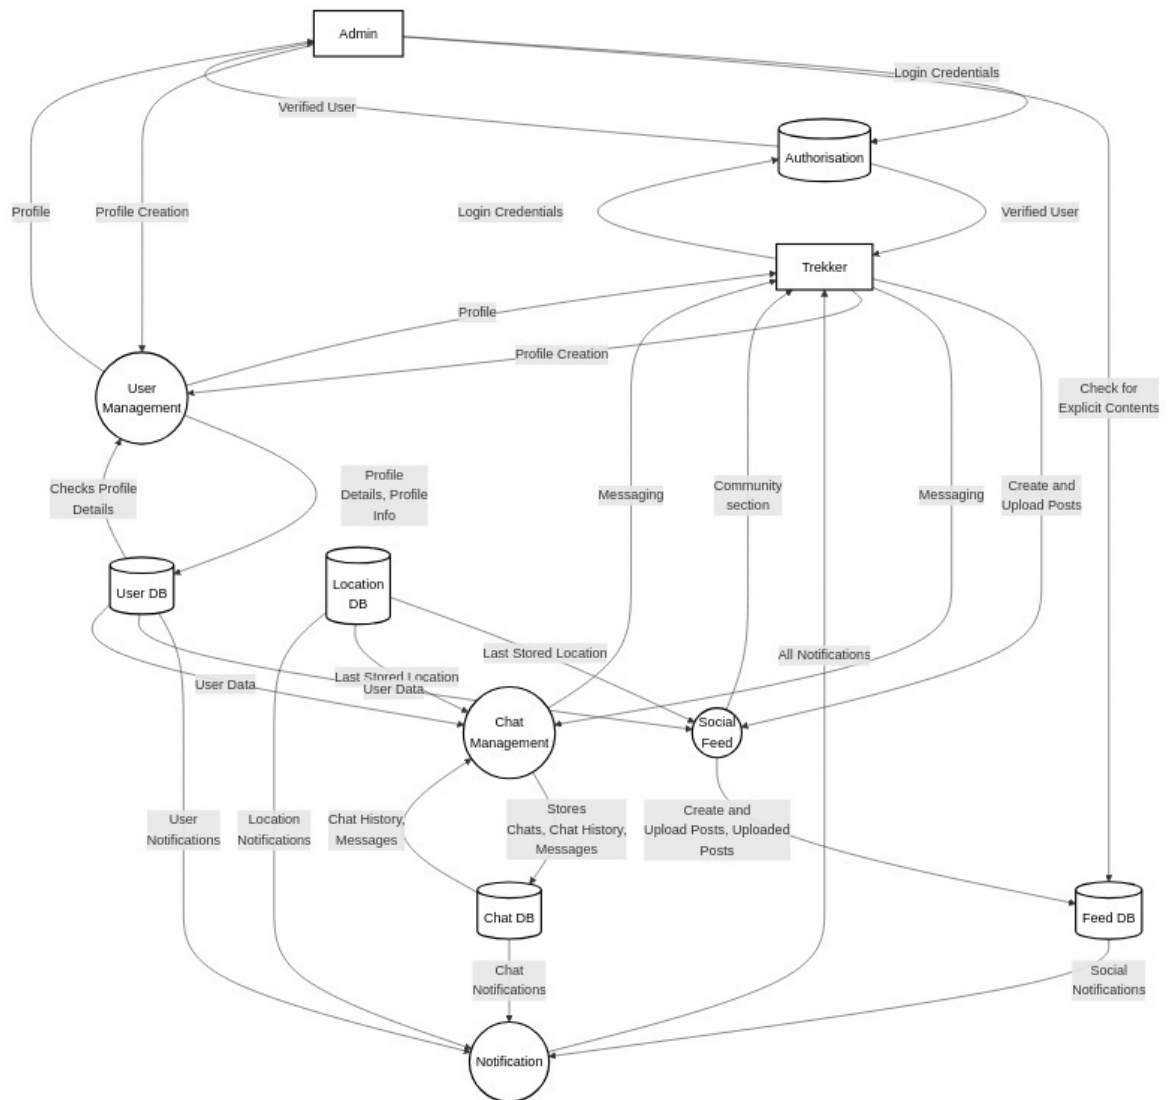 Admin
Login Credentials
Verified User
Authorisation
Profile
Profile Creation
Login Credentials
Verified User
Trekker
Profile
Profile Creation
User
Management
Check for
Explicit Contents
Checks Profile
Details
Profile
Details, Profile
Info
Messaging
Community
section
Messaging
Create and
Upload Posts
User DB
Location
DB
Last Stored Location
All Notifications
Last Stored Location
User Data
User Data
Chat
Management
Social
Feed
User
Notifications
Location
Notifications
Chat History,
Messages
Stores
Chats, Chat History,
Messages
Create and
Upload Posts, Uploaded
Posts
Chat DB
Feed DB
Chat
Notifications
Social
Notifications
Notification